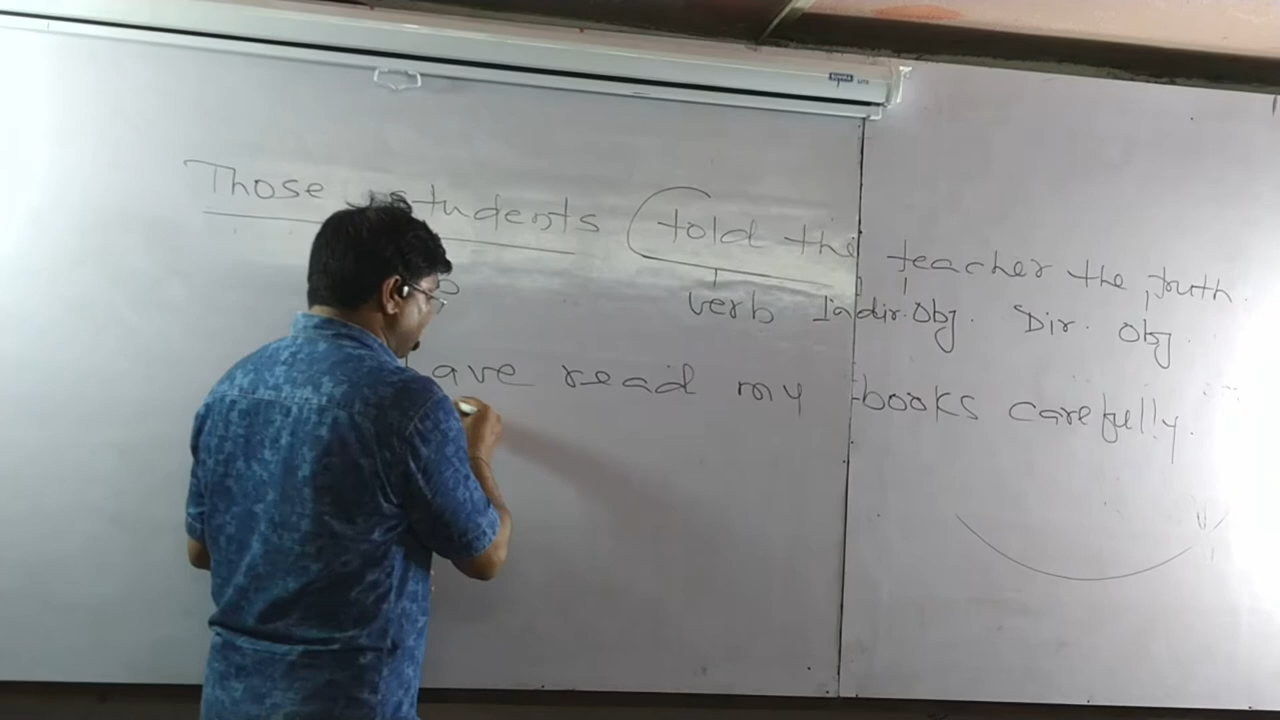 Those students told the teacher the truth
verb Indir. Obj. Dir. Obj.
ave read my books carefully.